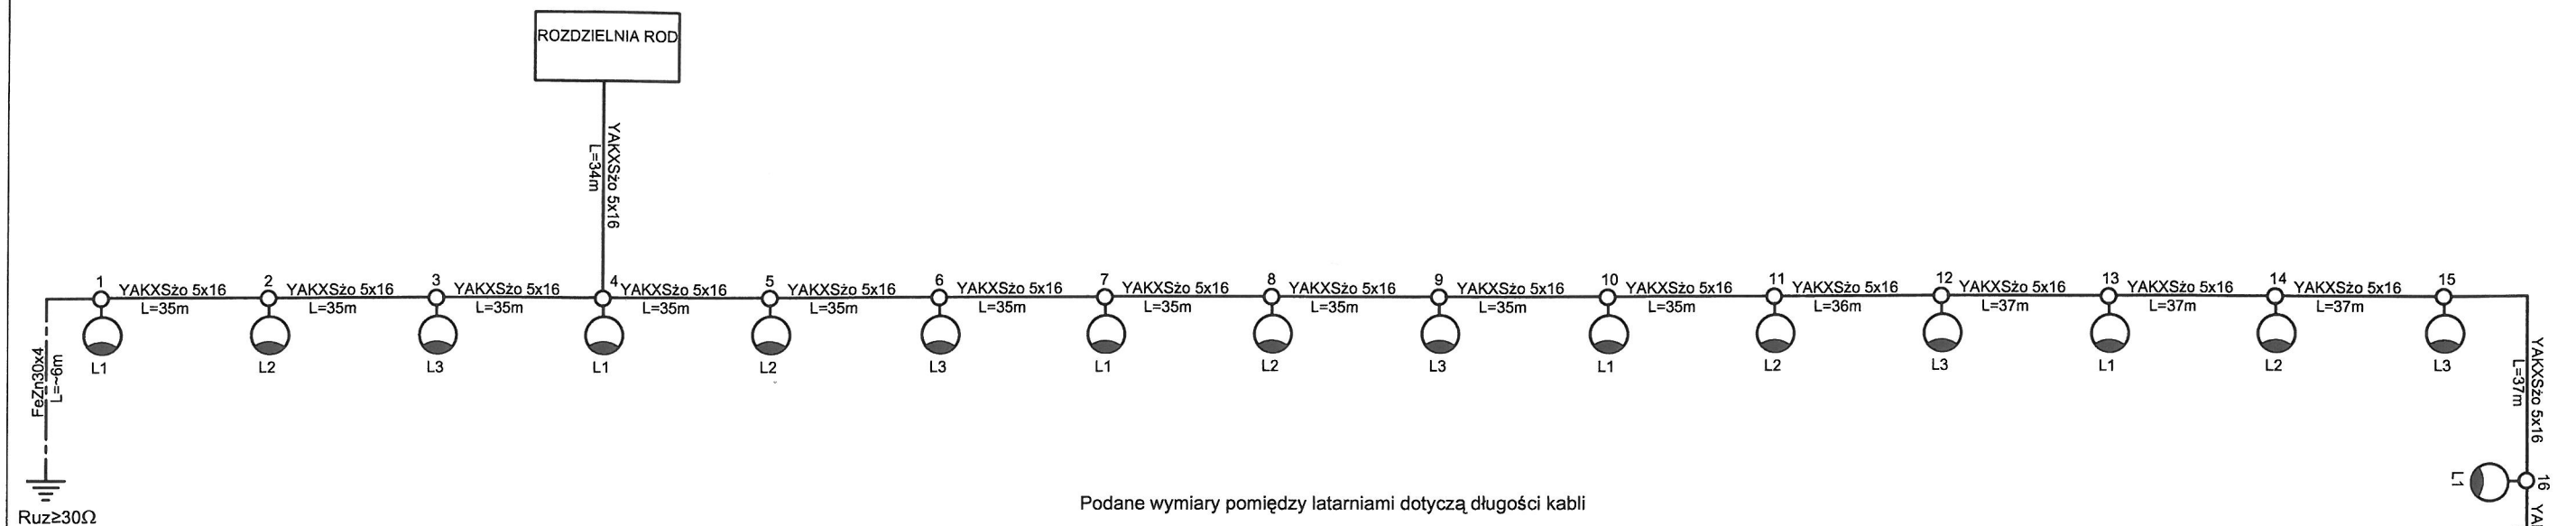 ROZDZIELNIA ROD
YAKXSżo 5x16
L=34m
1
YAKXSżo 5x16
L=35m
2
YAKXSżo 5x16
L=35m
3
YAKXSżo 5x16
L=35m
4
YAKXSżo 5x16
L=35m
5
YAKXSżo 5x16
L=35m
6
YAKXSżo 5x16
L=35m
7
YAKXSżo 5x16
L=35m
8
YAKXSżo 5x16
L=35m
9
YAKXSżo 5x16
L=35m
10
YAKXSżo 5x16
L=35m
11
YAKXSżo 5x16
L=36m
12
YAKXSżo 5x16
L=37m
13
YAKXSżo 5x16
L=37m
14
YAKXSżo 5x16
L=37m
15
L1
L2
L3
L1
L2
L3
L1
L2
L3
L1
L2
L3
L1
L2
L3
YAKXSżo 5x16
L=37m
FeZn30x4
L=~6m
L1
16
Podane wymiary pomiędzy latarniami dotyczą długości kabli
Ruz≥30Ω